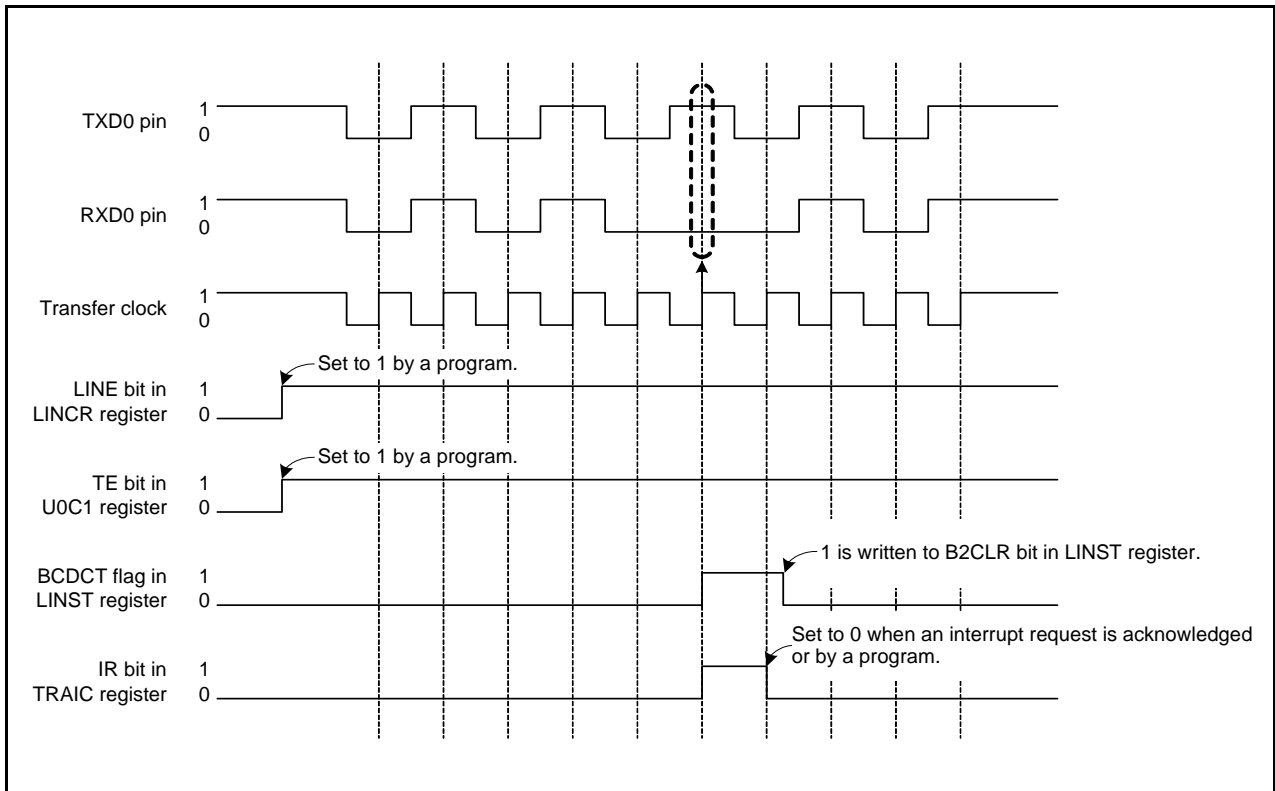 TXD0 pin
1
0
RXD0 pin
1
0
Transfer clock
1
0
Set to 1 by a program.
LINE bit in
LINCR register
1
0
Set to 1 by a program.
TE bit in
U0C1 register
1
0
1 is written to B2CLR bit in LINST register.
BCDCT flag in
LINST register
1
0
Set to 0 when an interrupt request is acknowledged
or by a program.
IR bit in
TRAIC register
1
0